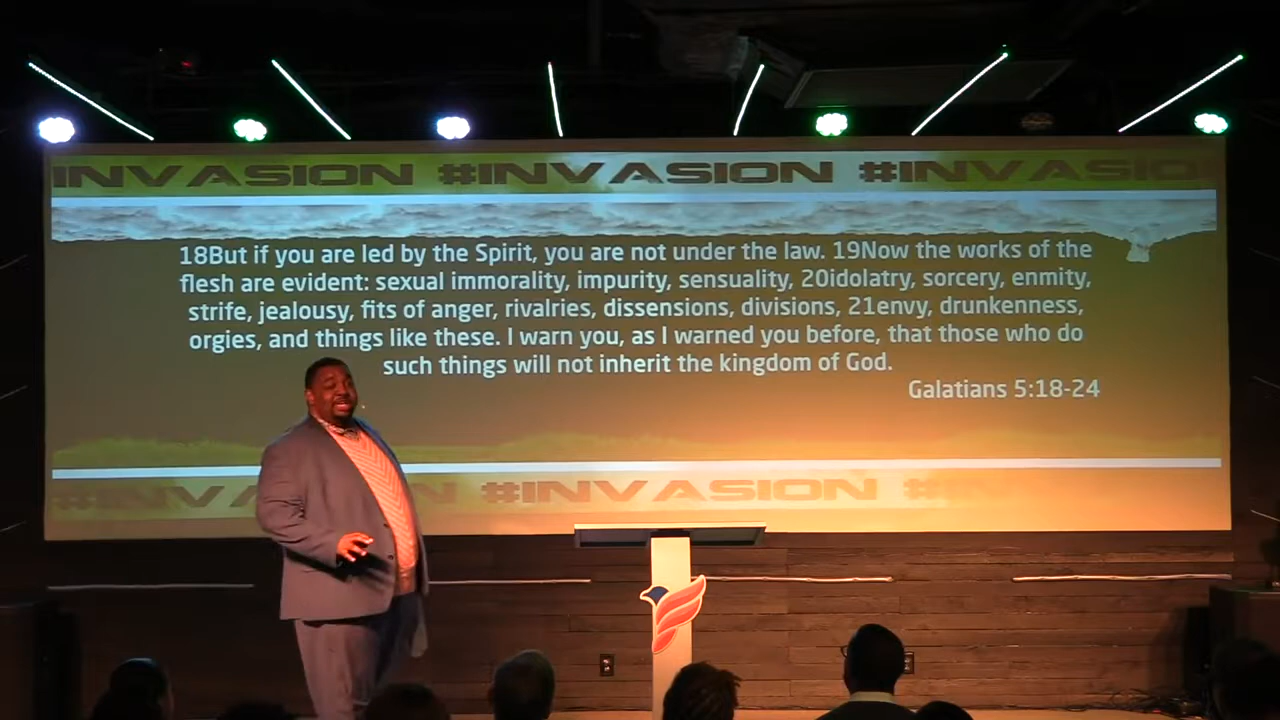 INVASION #INVASION #INVASIO
18But if you are led by the Spirit, you are not under the law. 19Now the works of the
flesh are evident: sexual immorality, impurity, sensuality, 20idolatry, sorcery, enmity,
strife, jealousy, fits of anger, rivalries, dissensions, divisions, 21envy, drunkenness,
orgies, and things like these. I warn you, as I warned you before, that those who do
such things will not inherit the kingdom of God.
Galatians 5:18-24
#INVA N #INVASION #IN